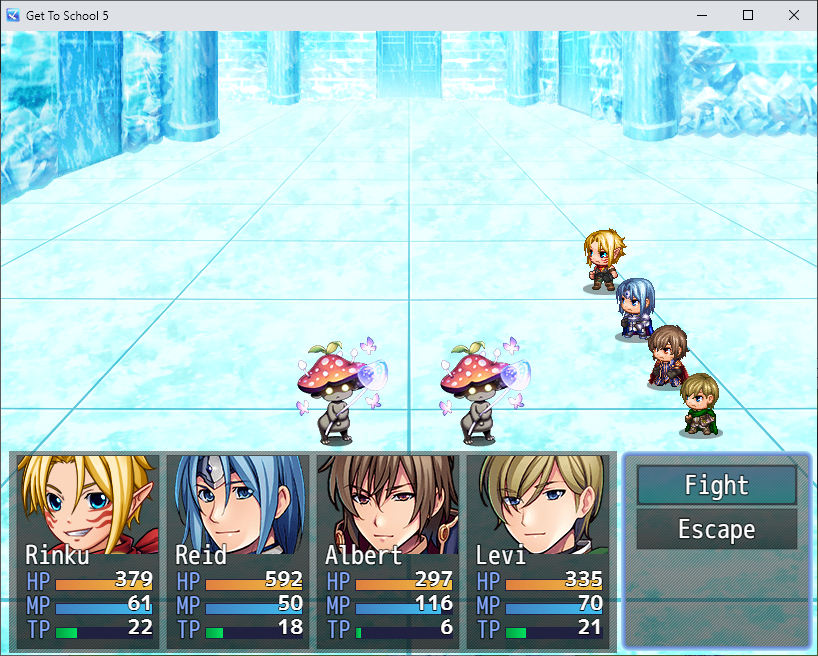 Get To School 5
Rinku
HP 379
MP 61
TP 22
Reid
HP 592
MP 50
TP 18
Albert
HP 297
MP 116
TP 6
Levi
HP 335
MP 70
TP 21
Fight
Escape